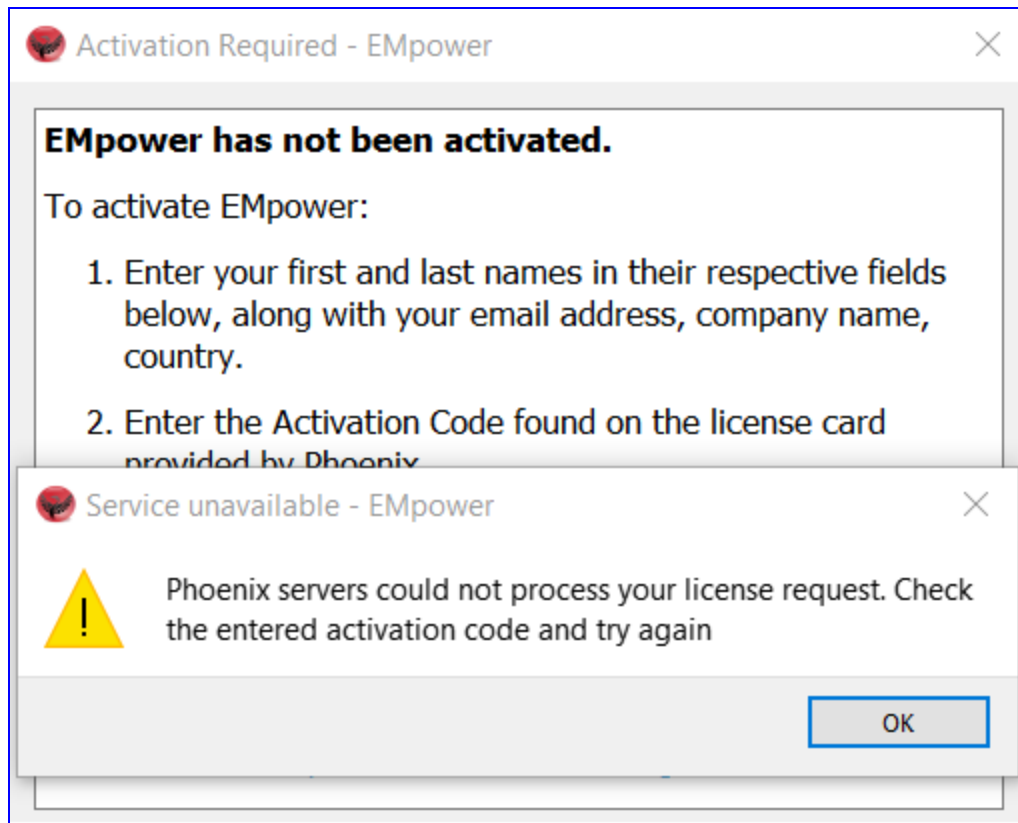 Activation Required - EMpower
EMpower has not been activated.
To activate EMpower:
1. Enter your first and last names in their respective fields
below, along with your email address, company name,
country.
2. Enter the Activation Code found on the license card
provided by Phoenix
Service unavailable - EMpower
Phoenix servers could not process your license request. Check
the entered activation code and try again
OK